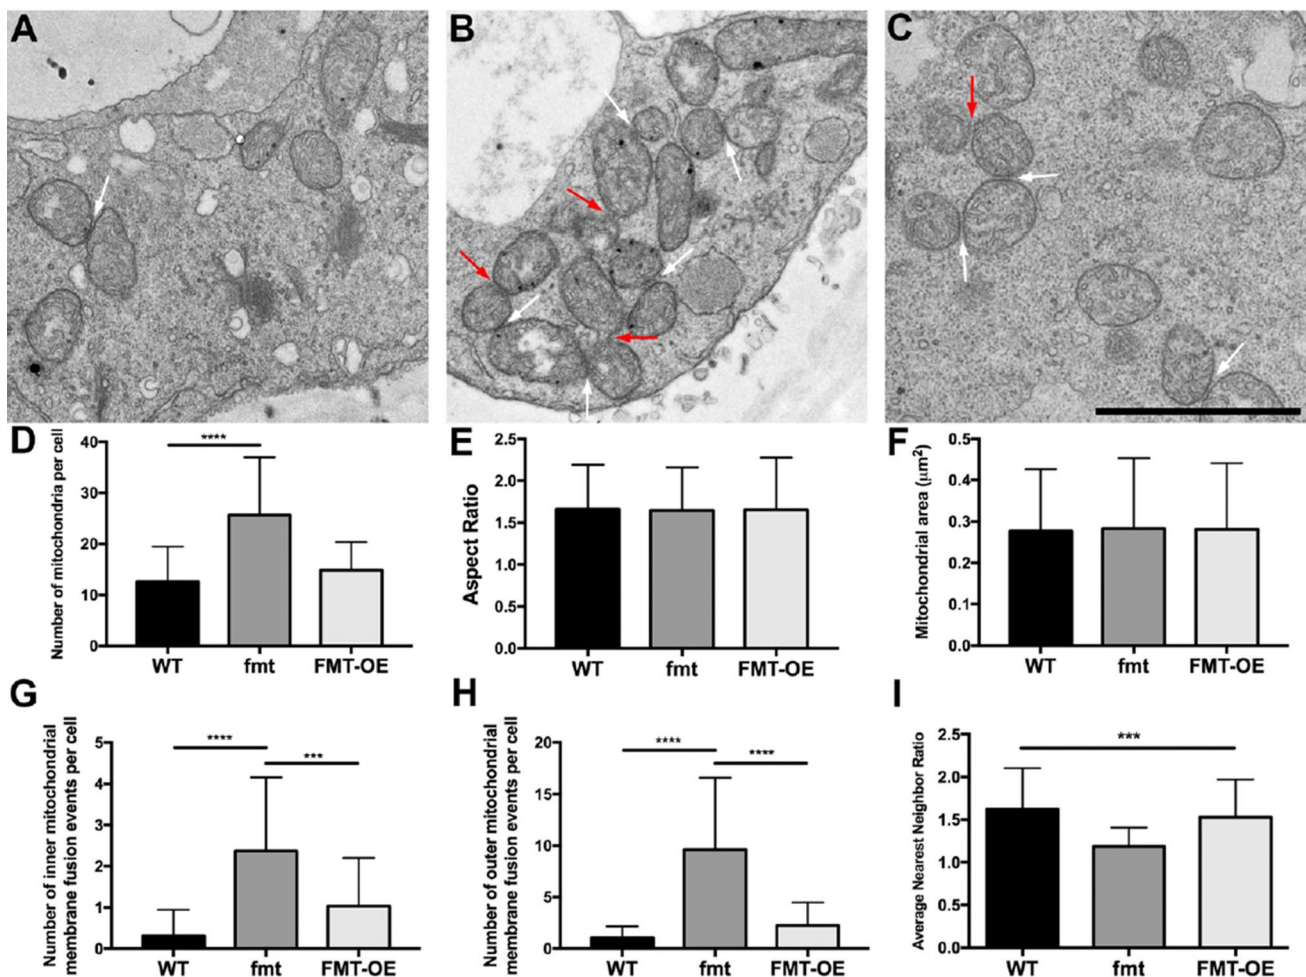 A
B
C
D
Number of mitochondria per cell
40
30
20
10
0
****
WT
fmt
FMT-OE
E
Aspect Ratio
2.5
2.0
1.5
1.0
0.5
0.0
WT
fmt
FMT-OE
F
Mitochondrial area (μm²)
0.5
0.4
0.3
0.2
0.1
0.0
WT
fmt
FMT-OE
G
Number of inner mitochondrial
membrane fusion events per cell
5
4
3
2
1
0
****
***
WT
fmt
FMT-OE
H
Number of outer mitochondrial
membrane fusion events per cell
20
15
10
5
0
****
****
WT
fmt
FMT-OE
I
Average Nearest Neighbor Ratio
2.5
2.0
1.5
1.0
0.5
0.0
***
WT
fmt
FMT-OE